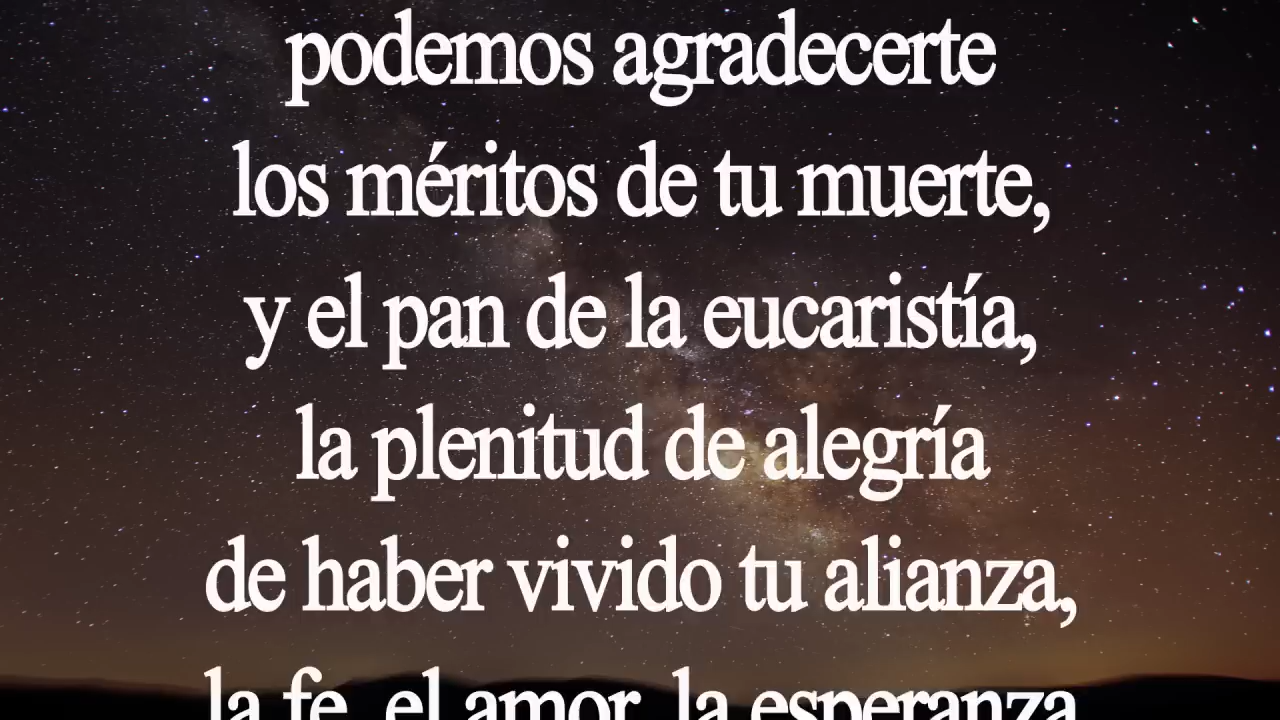 podemos agradecerte
los méritos de tu muerte,
y el pan de la eucaristía,
la plenitud de alegría
de haber vivido tu alianza,
la fe, el amor, la esperanza